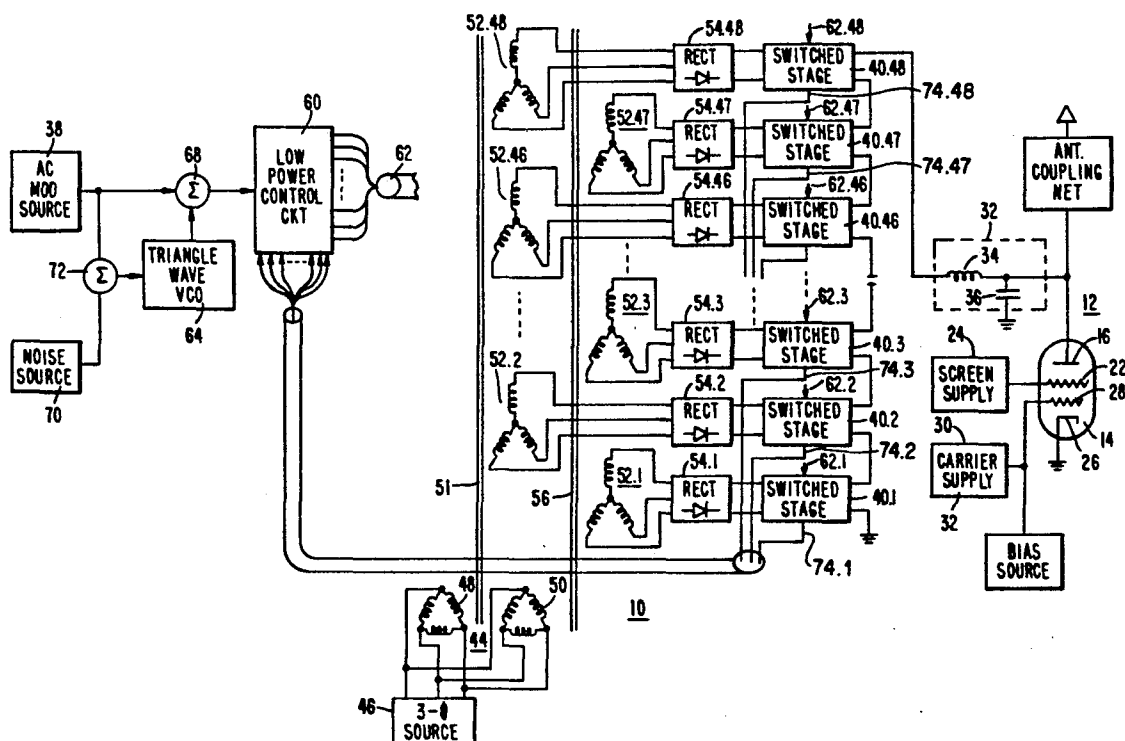 52.48
62.48
54.48
RECT
SWITCHED
STAGE
40.48
74.48
60
38
AC
MOD
SOURCE
68
Σ
LOW
POWER
CONTROL
CKT
62
52.47
54.47
RECT
62.47
SWITCHED
STAGE
40.47
74.47
52.46
54.46
RECT
62.46
SWITCHED
STAGE
40.46
ANT.
COUPLING
NET
72
Σ
TRIANGLE
WAVE
VCO
64
NOISE
SOURCE
70
32
34
36
12
52.3
54.3
RECT
62.3
SWITCHED
STAGE
40.3
74.3
24
SCREEN
SUPPLY
16
22
28
14
26
52.2
54.2
RECT
62.2
SWITCHED
STAGE
40.2
74.2
30
CARRIER
SUPPLY
32
51
56
52.1
54.1
RECT
62.1
SWITCHED
STAGE
40.1
74.1
BIAS
SOURCE
48
50
44
10
46
3-ϕ
SOURCE